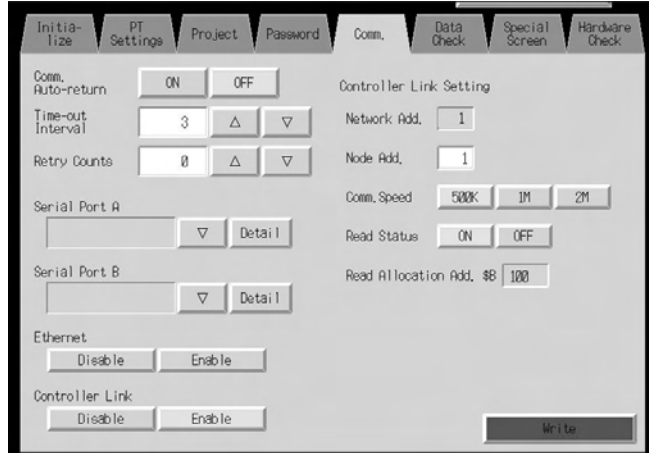 Initia-
lize
PT
Settings
Project
Password
Comm.
Data
Check
Special
Screen
Hardware
Check
Comm.
Auto-return
ON
OFF
Time-out
Interval
3
△
▽
Retry Counts
0
△
▽
Serial Port A
▽
Detail
Serial Port B
▽
Detail
Ethernet
Disable
Enable
Controller Link
Disable
Enable
Controller Link Setting
Network Add.
1
Node Add.
1
Comm. Speed
500K
1M
2M
Read Status
ON
OFF
Read Allocation Add. $B
100
Write